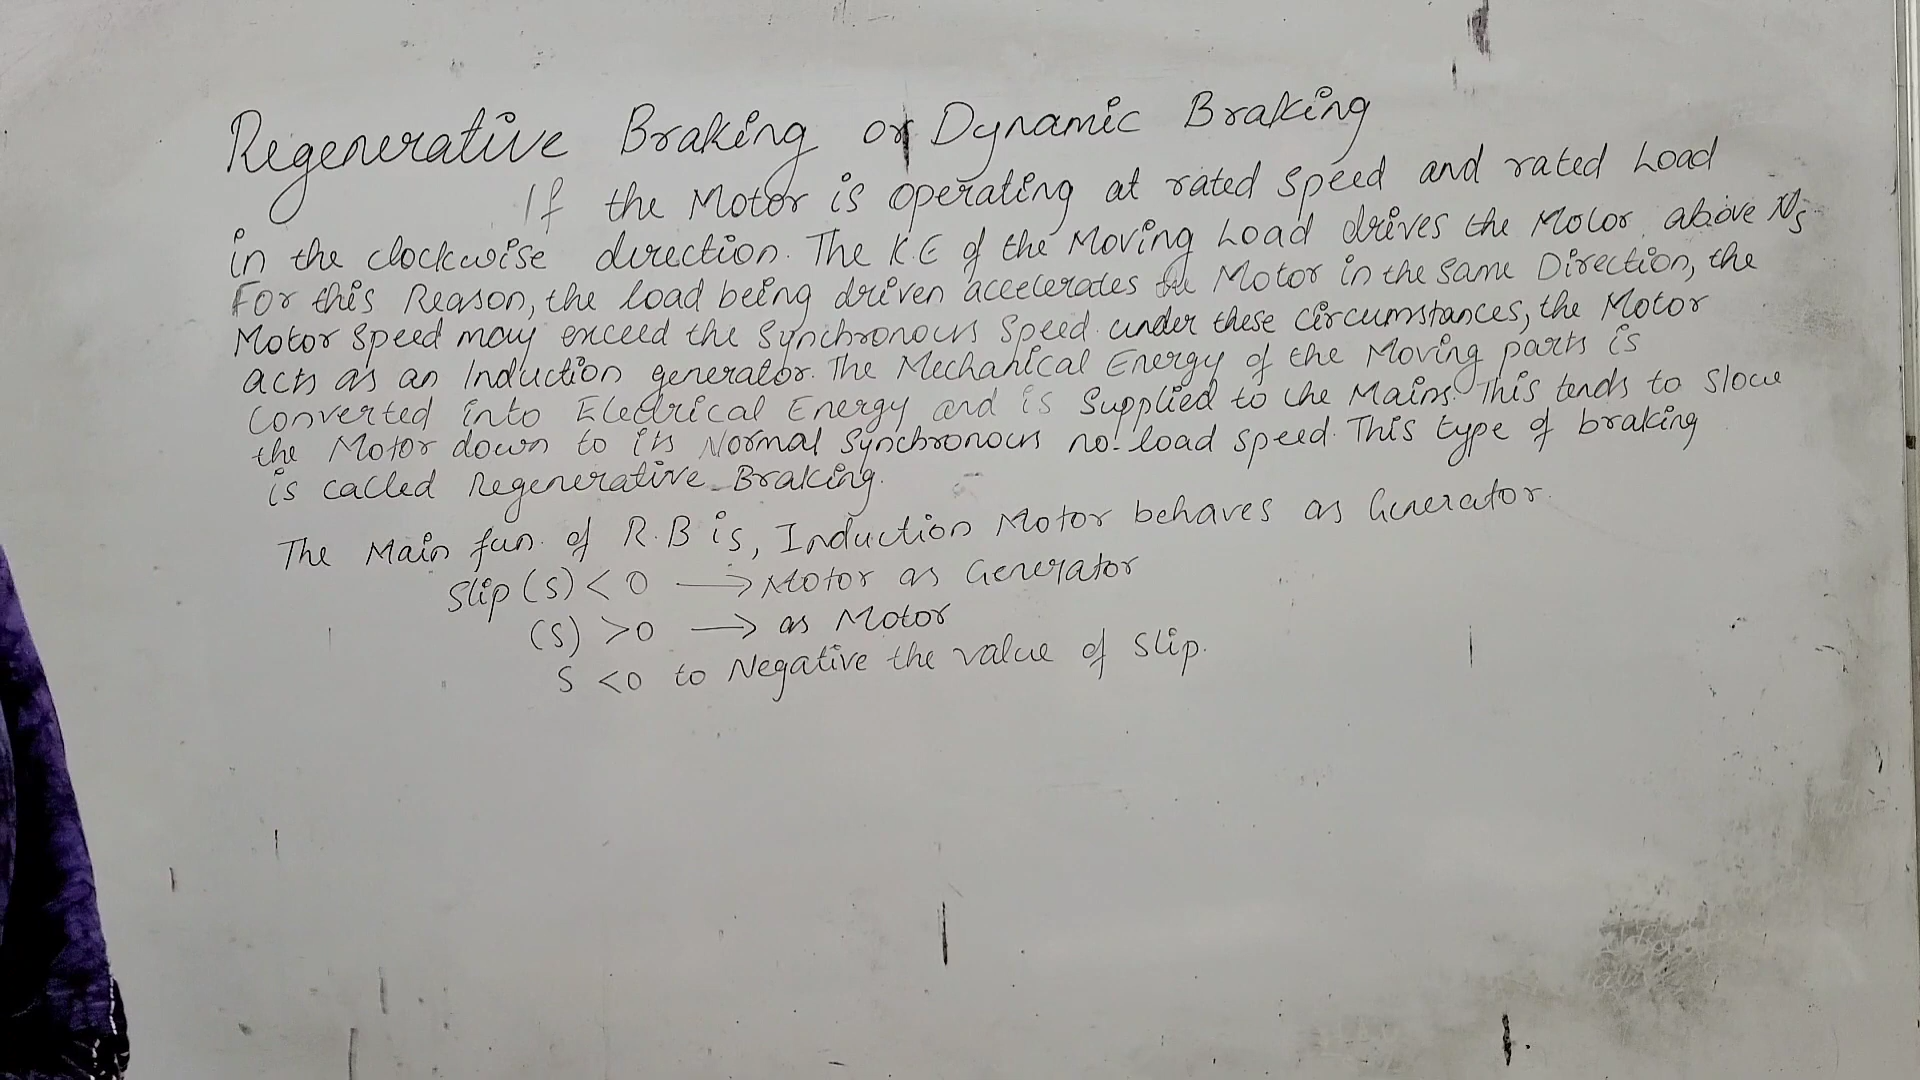 Regenerative Braking or Dynamic Braking
If the Motor is operating at rated speed and rated Load
in the clockwise direction. The K.E of the Moving Load drives the Motor above Ns
For this Reason, the load being driven accelerates the Motor in the same Direction, the
Motor speed may exceed the Synchronous Speed. under these circumstances, the Motor
acts as an Induction generator. The Mechanical Energy of the Moving parts is
Converted into Electrical Energy and is Supplied to the Mains. This tends to slow
the Motor down to its Normal Synchronous no. load speed. This type of braking
is called Regenerative Braking.
The Main fun. of R.B is, Induction Motor behaves as Generator.
Slip (S) < 0 → Motor as Generator
(S) > 0 → as Motor
S < 0 to Negative the value of slip.